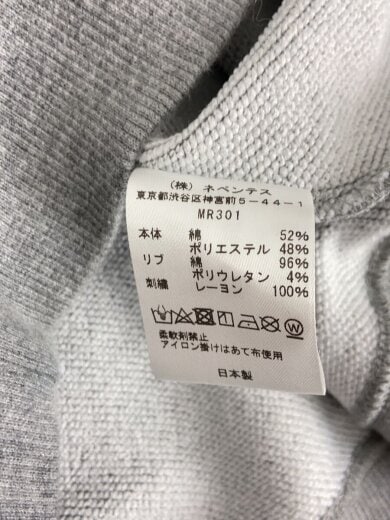 (株) ネペンテス
東京都渋谷区神宮前5-44-1
MR301
本体 綿 52%
ポリエステル 48%
リブ 綿 96%
ポリウレタン 4%
刺繍 レーヨン 100%
柔軟剤禁止
アイロン掛けはあて布使用
日本製